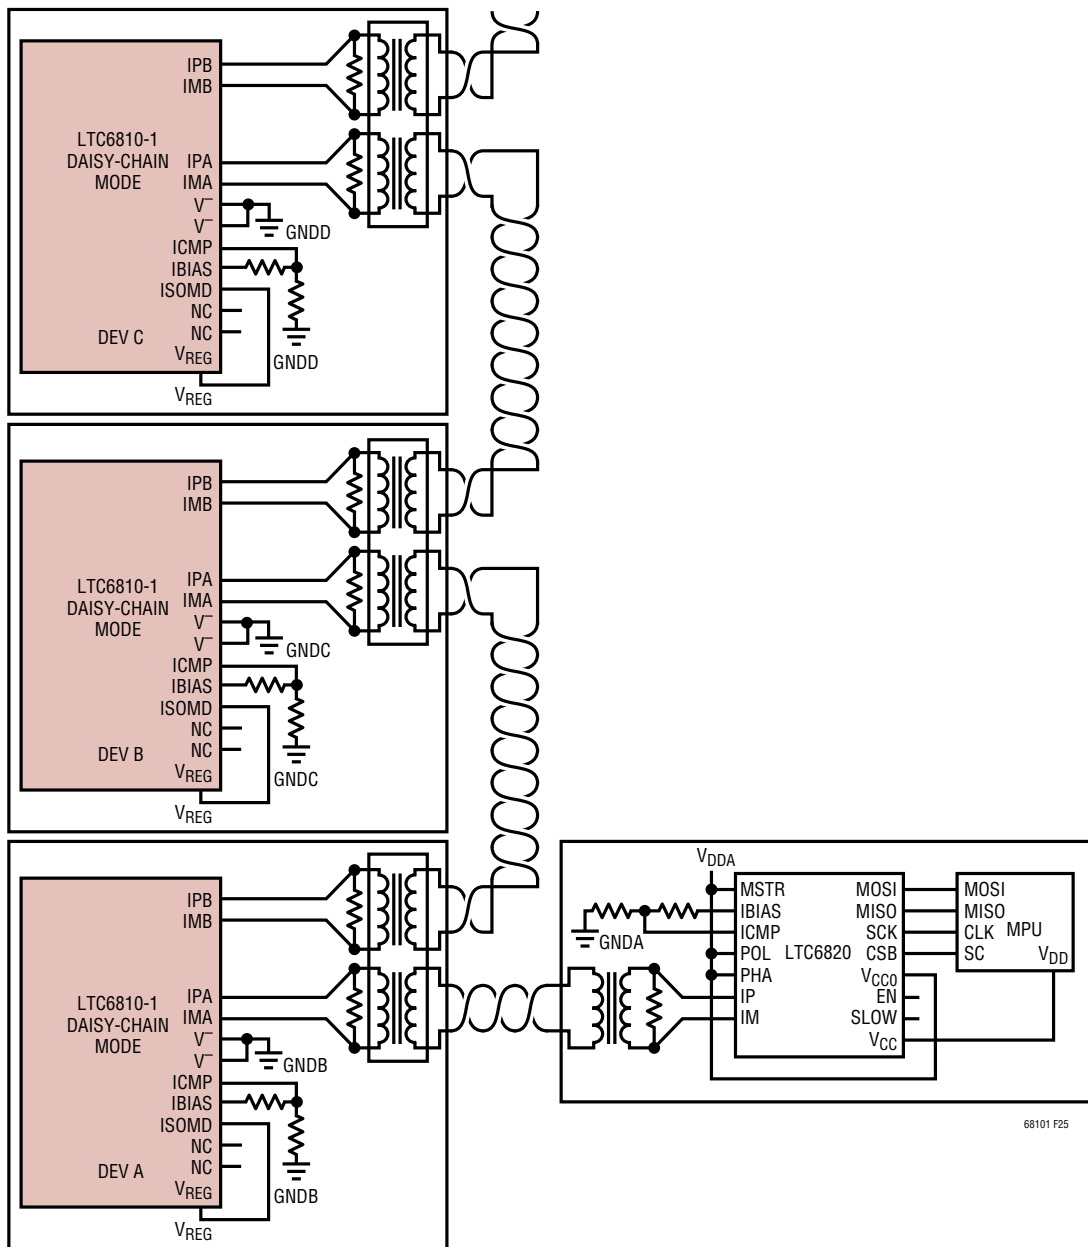 IPB
IMB
LTC6810-1
DAISY-CHAIN
MODE
IPA
IMA
V–
V–
GNDD
ICMP
IBIAS
ISOMD
NC
NC
DEV C
VREG
GNDD
VREG
IPB
IMB
LTC6810-1
DAISY-CHAIN
MODE
IPA
IMA
V–
V–
GNDC
ICMP
IBIAS
ISOMD
NC
NC
DEV B
VREG
GNDC
VREG
IPB
IMB
LTC6810-1
DAISY-CHAIN
MODE
IPA
IMA
V–
V–
GNDB
ICMP
IBIAS
ISOMD
NC
NC
DEV A
VREG
GNDB
VREG
VDDA
GNDA
MSTR
IBIAS
ICMP
POL
PHA
IP
IM
LTC6820
MOSI
MISO
SCK
CSB
VCC0
EN
SLOW
VCC
MOSI
MISO
CLK
SC
MPU
VDD
68101 F25